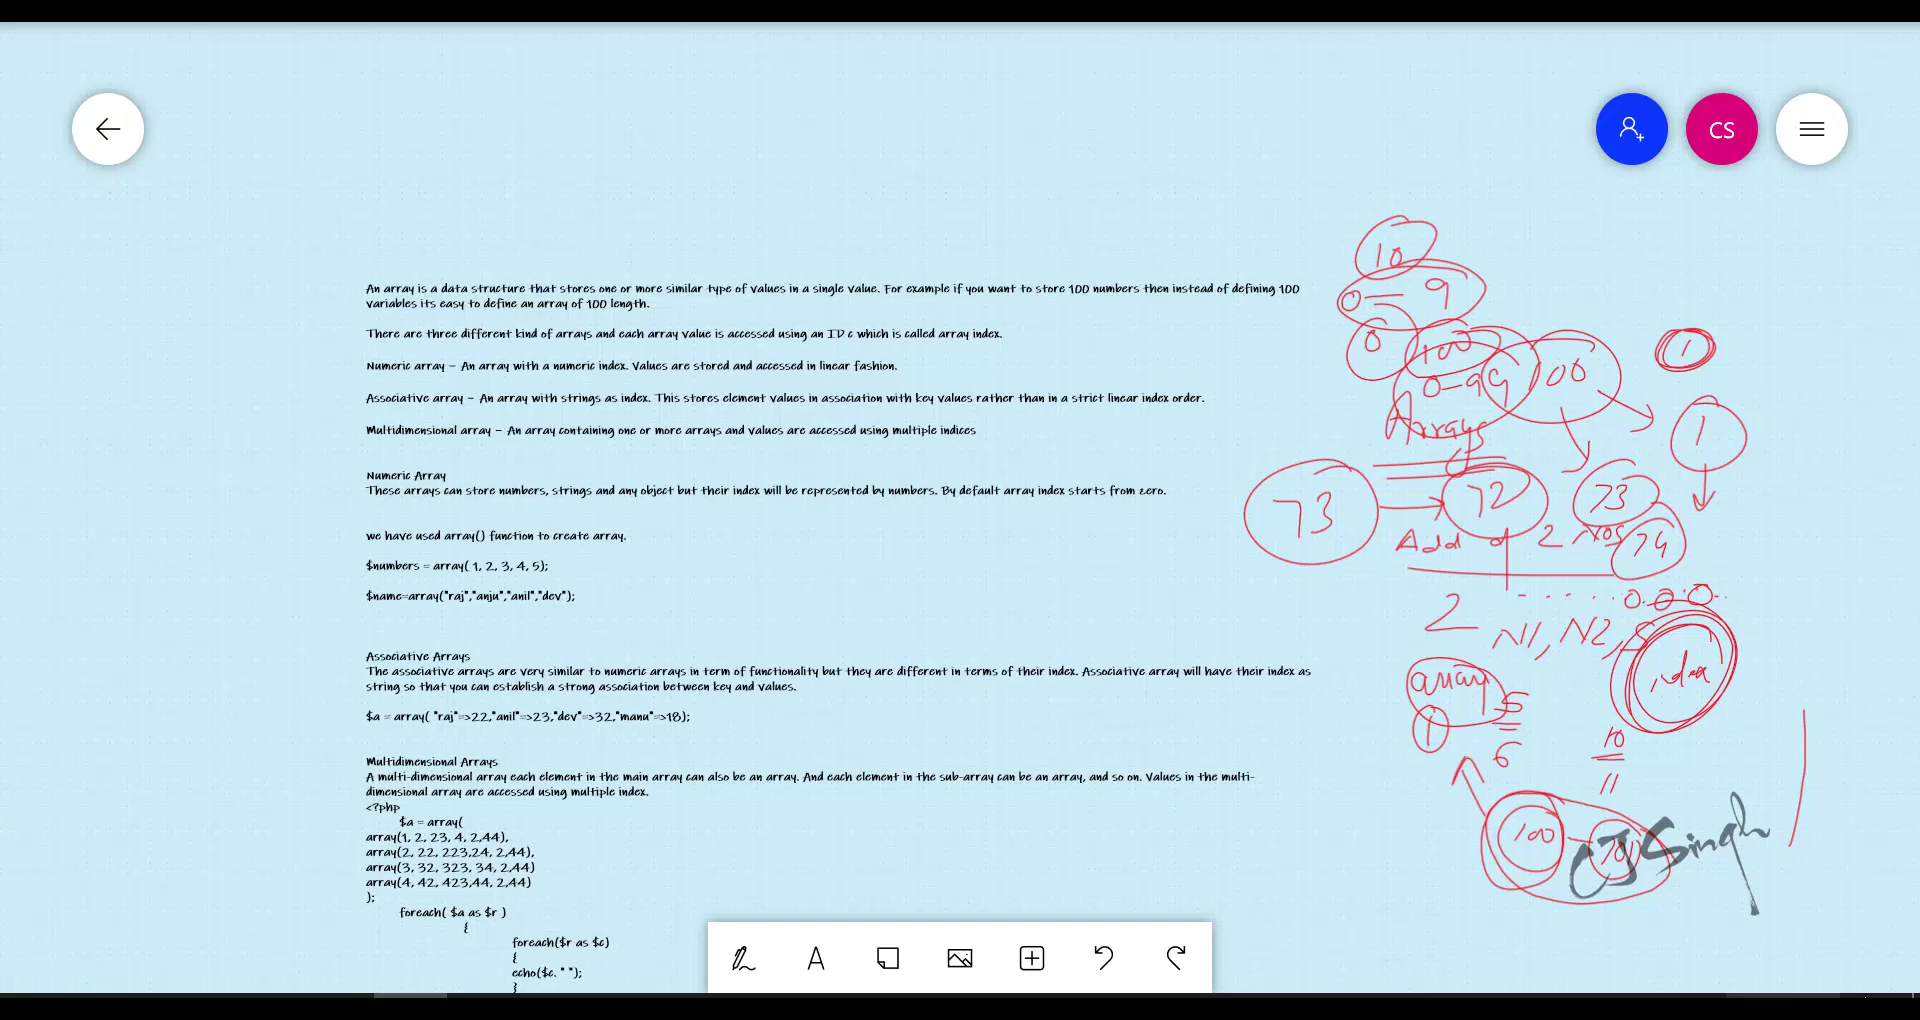 CS
An array is a data structure that stores one or more similar type of values in a single value. For example if you want to store 100 numbers then instead of defining 100
variables its easy to define an array of 100 length.
There are three different kind of arrays and each array value is accessed using an ID c which is called array index.
Numeric array – An array with a numeric index. Values are stored and accessed in linear fashion.
Associative array – An array with strings as index. This stores element values in association with key values rather than in a strict linear index order.
Multidimensional array – An array containing one or more arrays and values are accessed using multiple indices
Numeric Array
These arrays can store numbers, strings and any object but their index will be represented by numbers. By default array index starts from zero.
we have used array() function to create array.
$numbers = array( 1, 2, 3, 4, 5);
$name=array("raj","anju","anil","dev");
Associative Arrays
The associative arrays are very similar to numeric arrays in term of functionality but they are different in terms of their index. Associative array will have their index as
string so that you can establish a strong association between key and values.
$a = array( "raj"=>22,"anil"=>23,"dev"=>32,"manu"=>18);
Multidimensional Arrays
A multi-dimensional array each element in the main array can also be an array. And each element in the sub-array can be an array, and so on. Values in the multi-
dimensional array are accessed using multiple index.
<?php
$a = array(
array(1, 2, 23, 4, 2,44),
array(2, 22, 223,24, 2,44),
array(3, 32, 323, 34, 2,44)
array(4, 42, 423,44, 2,44)
);
foreach( $a as $r )
{
foreach($r as $c)
{
echo($c. " ");
}
10
0 – 9
0 100
1
0-99 100
Arrays
1
73 72 73
Add of 2 Nos 74
2
N1, N2, S
index
array 5
1
6
10
11
100
CJ Singh